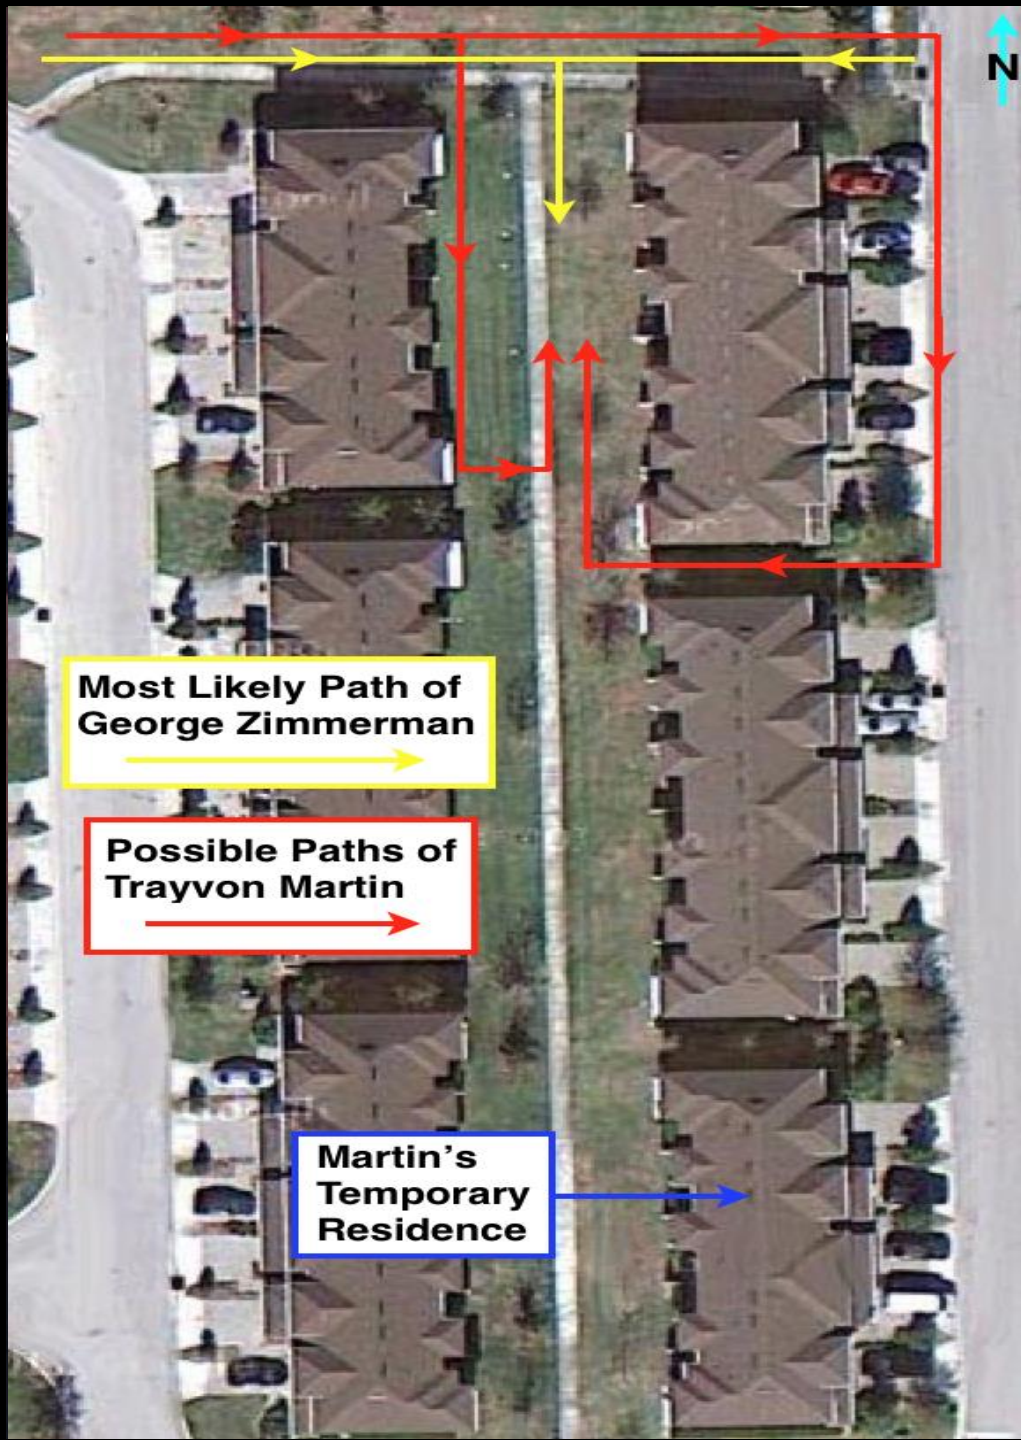 N
Most Likely Path of
George Zimmerman
Possible Paths of
Trayvon Martin
Martin's
Temporary
Residence